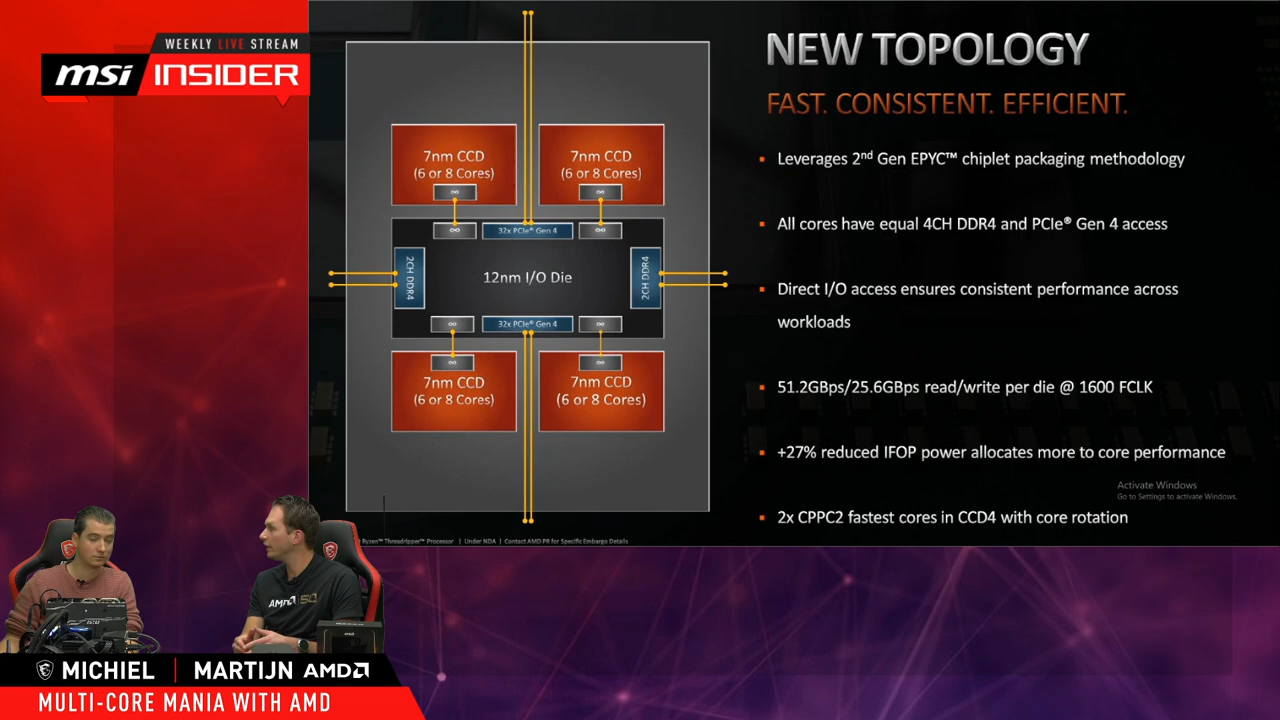 WEEKLY LIVE STREAM
msi INSIDER
NEW TOPOLOGY
FAST. CONSISTENT. EFFICIENT.
7nm CCD
(6 or 8 Cores)
∞
7nm CCD
(6 or 8 Cores)
∞
∞
32x PCIe® Gen 4
∞
2CH DDR4
12nm I/O Die
2CH DDR4
∞
32x PCIe® Gen 4
∞
∞
7nm CCD
(6 or 8 Cores)
∞
7nm CCD
(6 or 8 Cores)
Leverages 2nd Gen EPYC™ chiplet packaging methodology
All cores have equal 4CH DDR4 and PCIe® Gen 4 access
Direct I/O access ensures consistent performance across
workloads
51.2GBps/25.6GBps read/write per die @ 1600 FCLK
+27% reduced IFOP power allocates more to core performance
2x CPPC2 fastest cores in CCD4 with core rotation
Activate Windows
Go to Settings to activate Windows.
Ryzen™ Threadripper™ Processor | Under NDA | Contact AMD PR for Specific Embargo Details
AMD 50
MICHIEL | MARTIJN AMD
MULTI-CORE MANIA WITH AMD